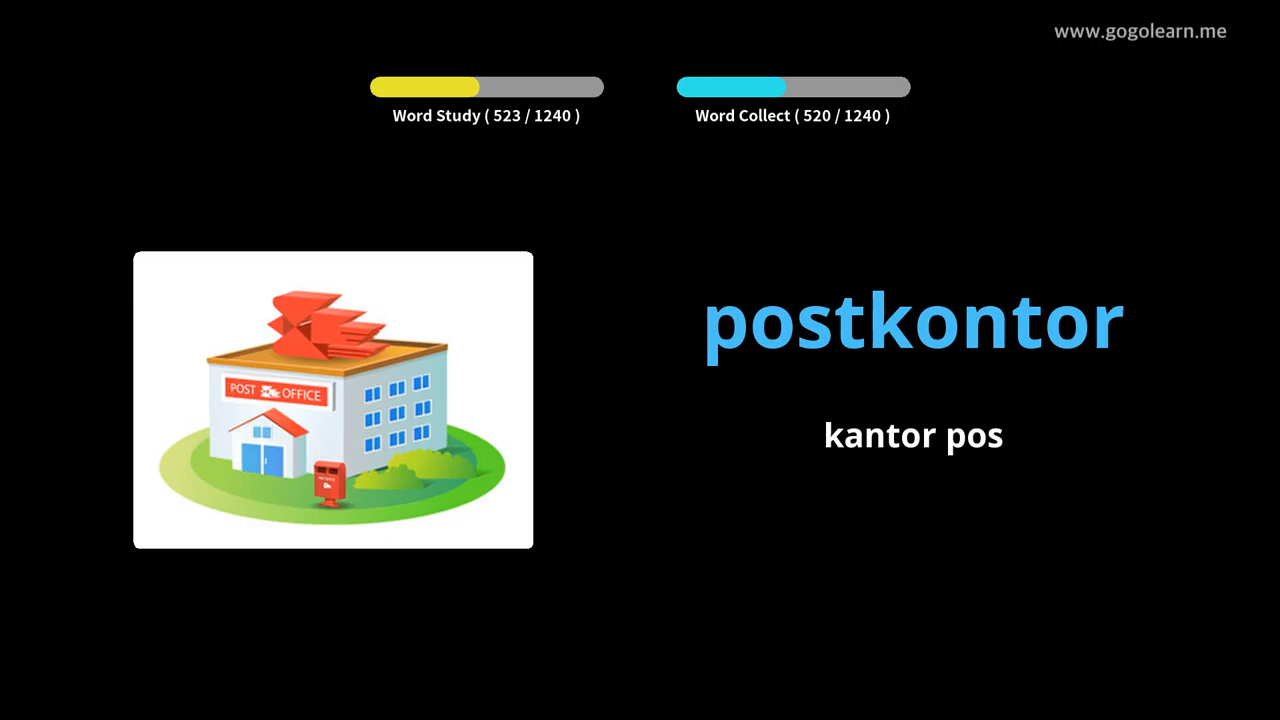 www.gogolearn.me
Word Study ( 523 / 1240 )
Word Collect ( 520 / 1240 )
POST OFFICE
postkontor
kantor pos